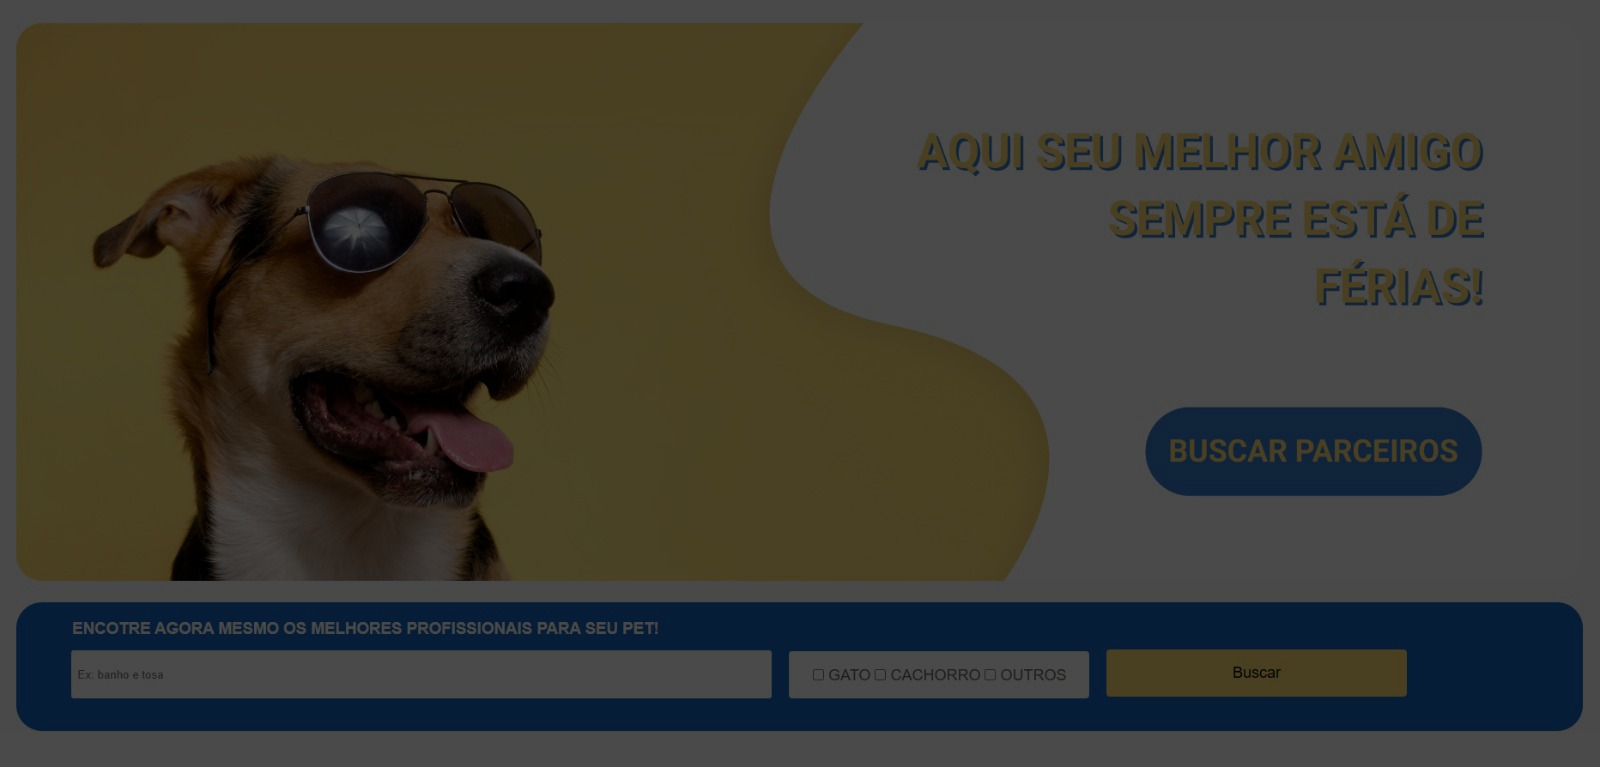 AQUI SEU MELHOR AMIGO
SEMPRE ESTÁ DE
FÉRIAS!
BUSCAR PARCEIROS
ENCOTRE AGORA MESMO OS MELHORES PROFISSIONAIS PARA SEU PET!
Ex. banho e tosa
GATO CACHORRO OUTROS
Buscar